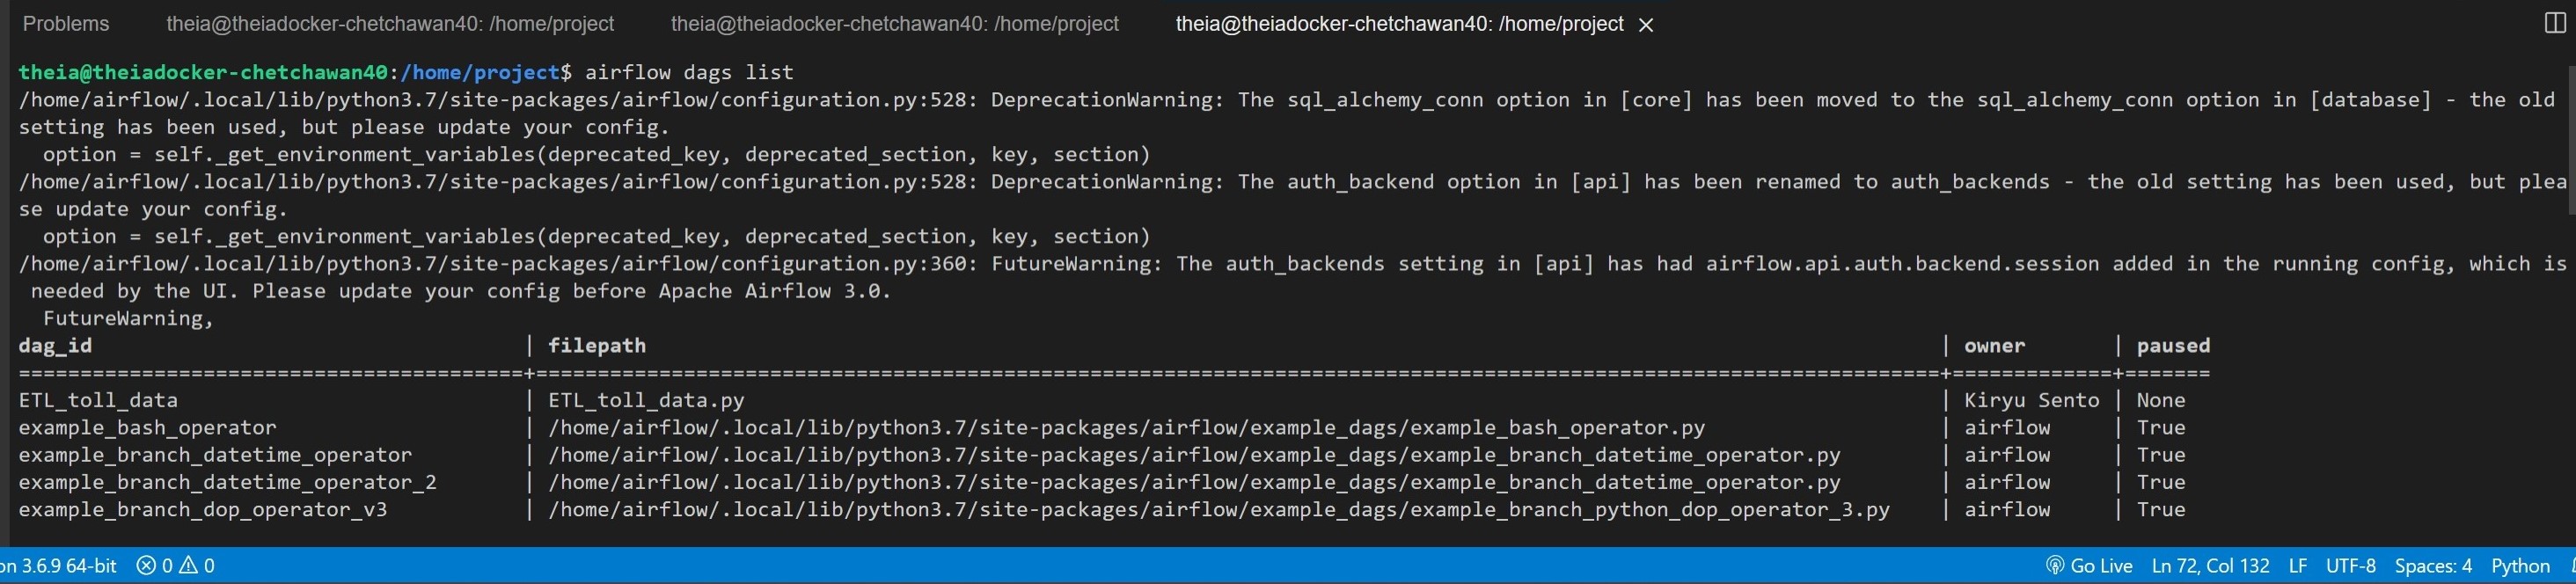 Problems theia@theiadocker-chetchawan40: /home/project theia@theiadocker-chetchawan40: /home/project theia@theiadocker-chetchawan40: /home/project
theia@theiadocker-chetchawan40:/home/project$ airflow dags list
/home/airflow/.local/lib/python3.7/site-packages/airflow/configuration.py:528: DeprecationWarning: The sql_alchemy_conn option in [core] has been moved to the sql_alchemy_conn option in [database] - the old
setting has been used, but please update your config.
  option = self._get_environment_variables(deprecated_key, deprecated_section, key, section)
/home/airflow/.local/lib/python3.7/site-packages/airflow/configuration.py:528: DeprecationWarning: The auth_backend option in [api] has been renamed to auth_backends - the old setting has been used, but plea
se update your config.
  option = self._get_environment_variables(deprecated_key, deprecated_section, key, section)
/home/airflow/.local/lib/python3.7/site-packages/airflow/configuration.py:360: FutureWarning: The auth_backends setting in [api] has had airflow.api.auth.backend.session added in the running config, which is
 needed by the UI. Please update your config before Apache Airflow 3.0.
  FutureWarning,
dag_id | filepath | owner | paused
ETL_toll_data | ETL_toll_data.py | Kiryu Sento | None
example_bash_operator | /home/airflow/.local/lib/python3.7/site-packages/airflow/example_dags/example_bash_operator.py | airflow | True
example_branch_datetime_operator | /home/airflow/.local/lib/python3.7/site-packages/airflow/example_dags/example_branch_datetime_operator.py | airflow | True
example_branch_datetime_operator_2 | /home/airflow/.local/lib/python3.7/site-packages/airflow/example_dags/example_branch_datetime_operator.py | airflow | True
example_branch_dop_operator_v3 | /home/airflow/.local/lib/python3.7/site-packages/airflow/example_dags/example_branch_python_dop_operator_3.py | airflow | True
on 3.6.9 64-bit 0 0 Go Live Ln 72, Col 132 LF UTF-8 Spaces: 4 Python